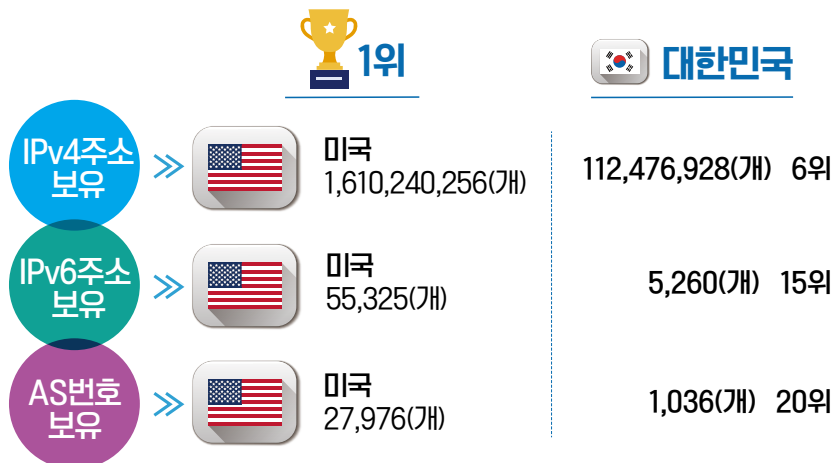 1위
대한민국
IPv4주소
보유
미국
1,610,240,256(개)
112,476,928(개) 6위
IPv6주소
보유
미국
55,325(개)
5,260(개) 15위
AS번호
보유
미국
27,976(개)
1,036(개) 20위